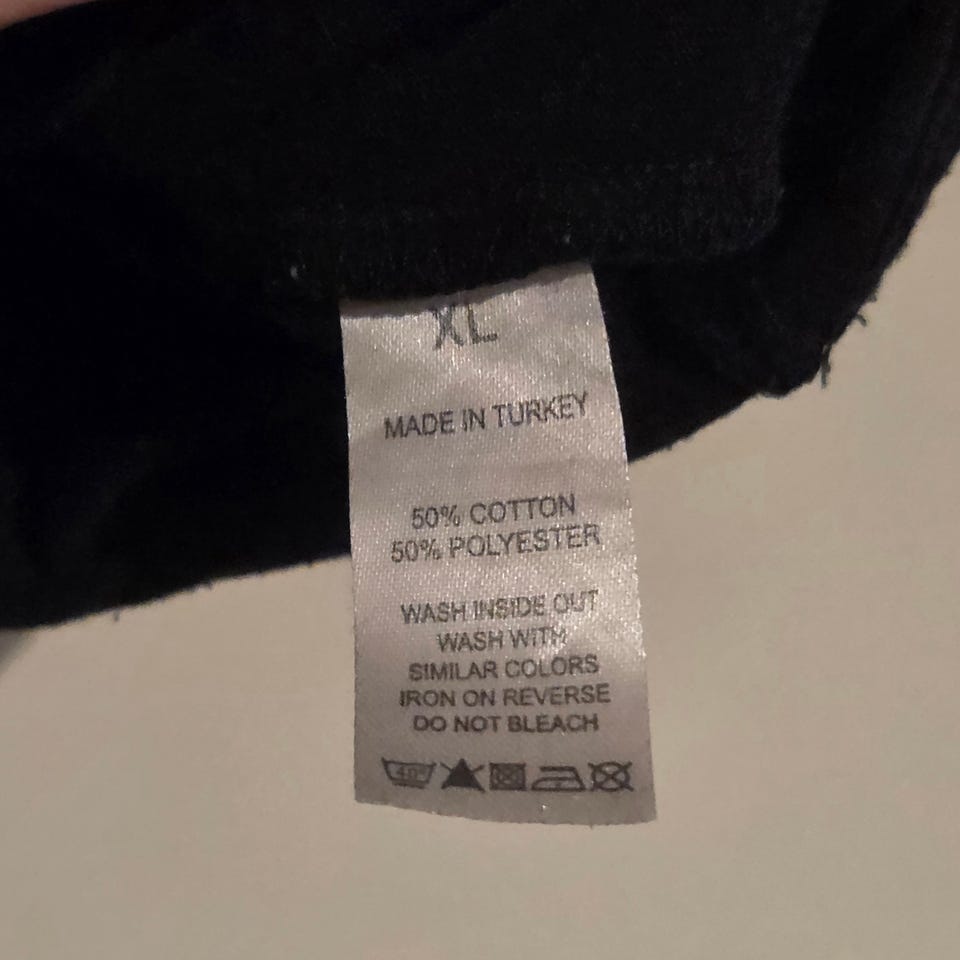 XL
MADE IN TURKEY
50% COTTON
50% POLYESTER
WASH INSIDE OUT
WASH WITH
SIMILAR COLORS
IRON ON REVERSE
DO NOT BLEACH
40°